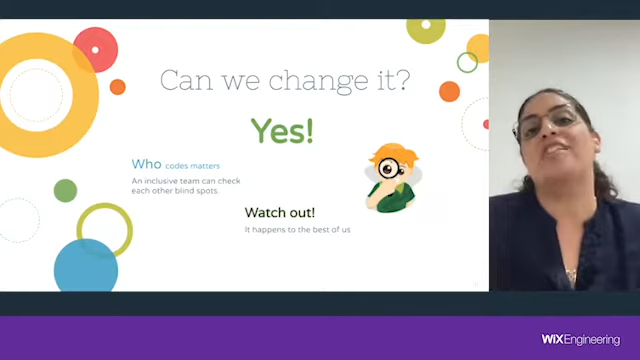 Can we change it?
Yes!
Who codes matters
An inclusive team can check
each other blind spots.
Watch out!
It happens to the best of us
WIXEngineering